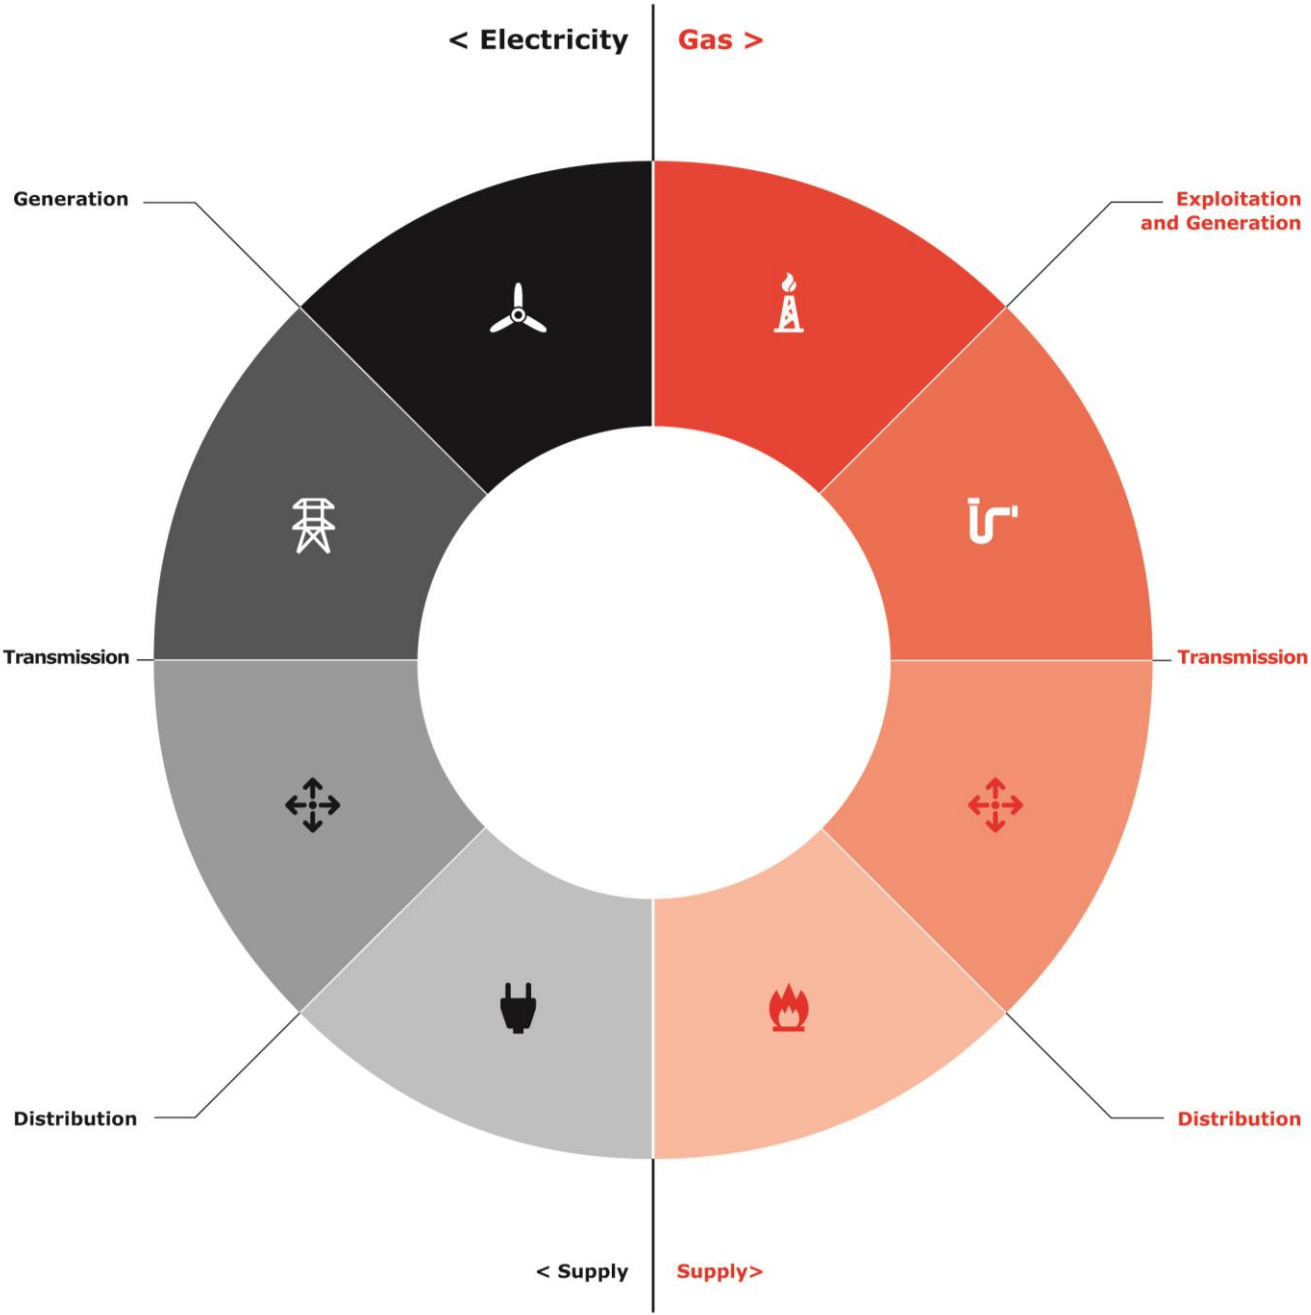 < Electricity
Gas >
Generation
Exploitation
and Generation
Transmission
Transmission
Distribution
Distribution
< Supply
Supply>